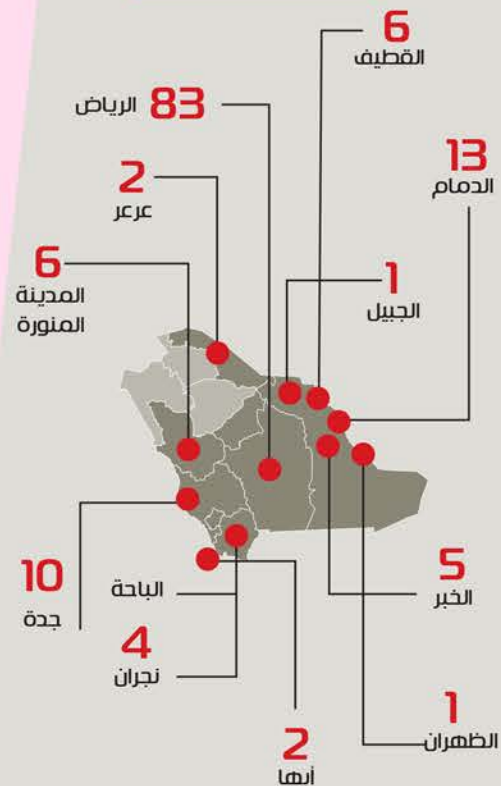 6
القطيف
83 الرياض
13
الدمام
2
عرعر
6
المدينة
المنورة
1
الجبيل
10
جدة
الباحة
4
نجران
5
الخبر
1
الظهران
2
أبها